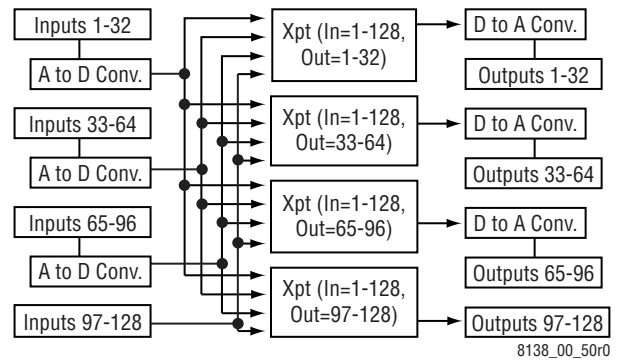 Inputs 1-32
A to D Conv.
Inputs 33-64
A to D Conv.
Inputs 65-96
A to D Conv.
Inputs 97-128
Xpt (In=1-128,
Out=1-32)
Xpt (In=1-128,
Out=33-64)
Xpt (In=1-128,
Out=65-96)
Xpt (In=1-128,
Out=97-128)
D to A Conv.
Outputs 1-32
D to A Conv.
Outputs 33-64
D to A Conv.
Outputs 65-96
Outputs 97-128
8138_00_50r0